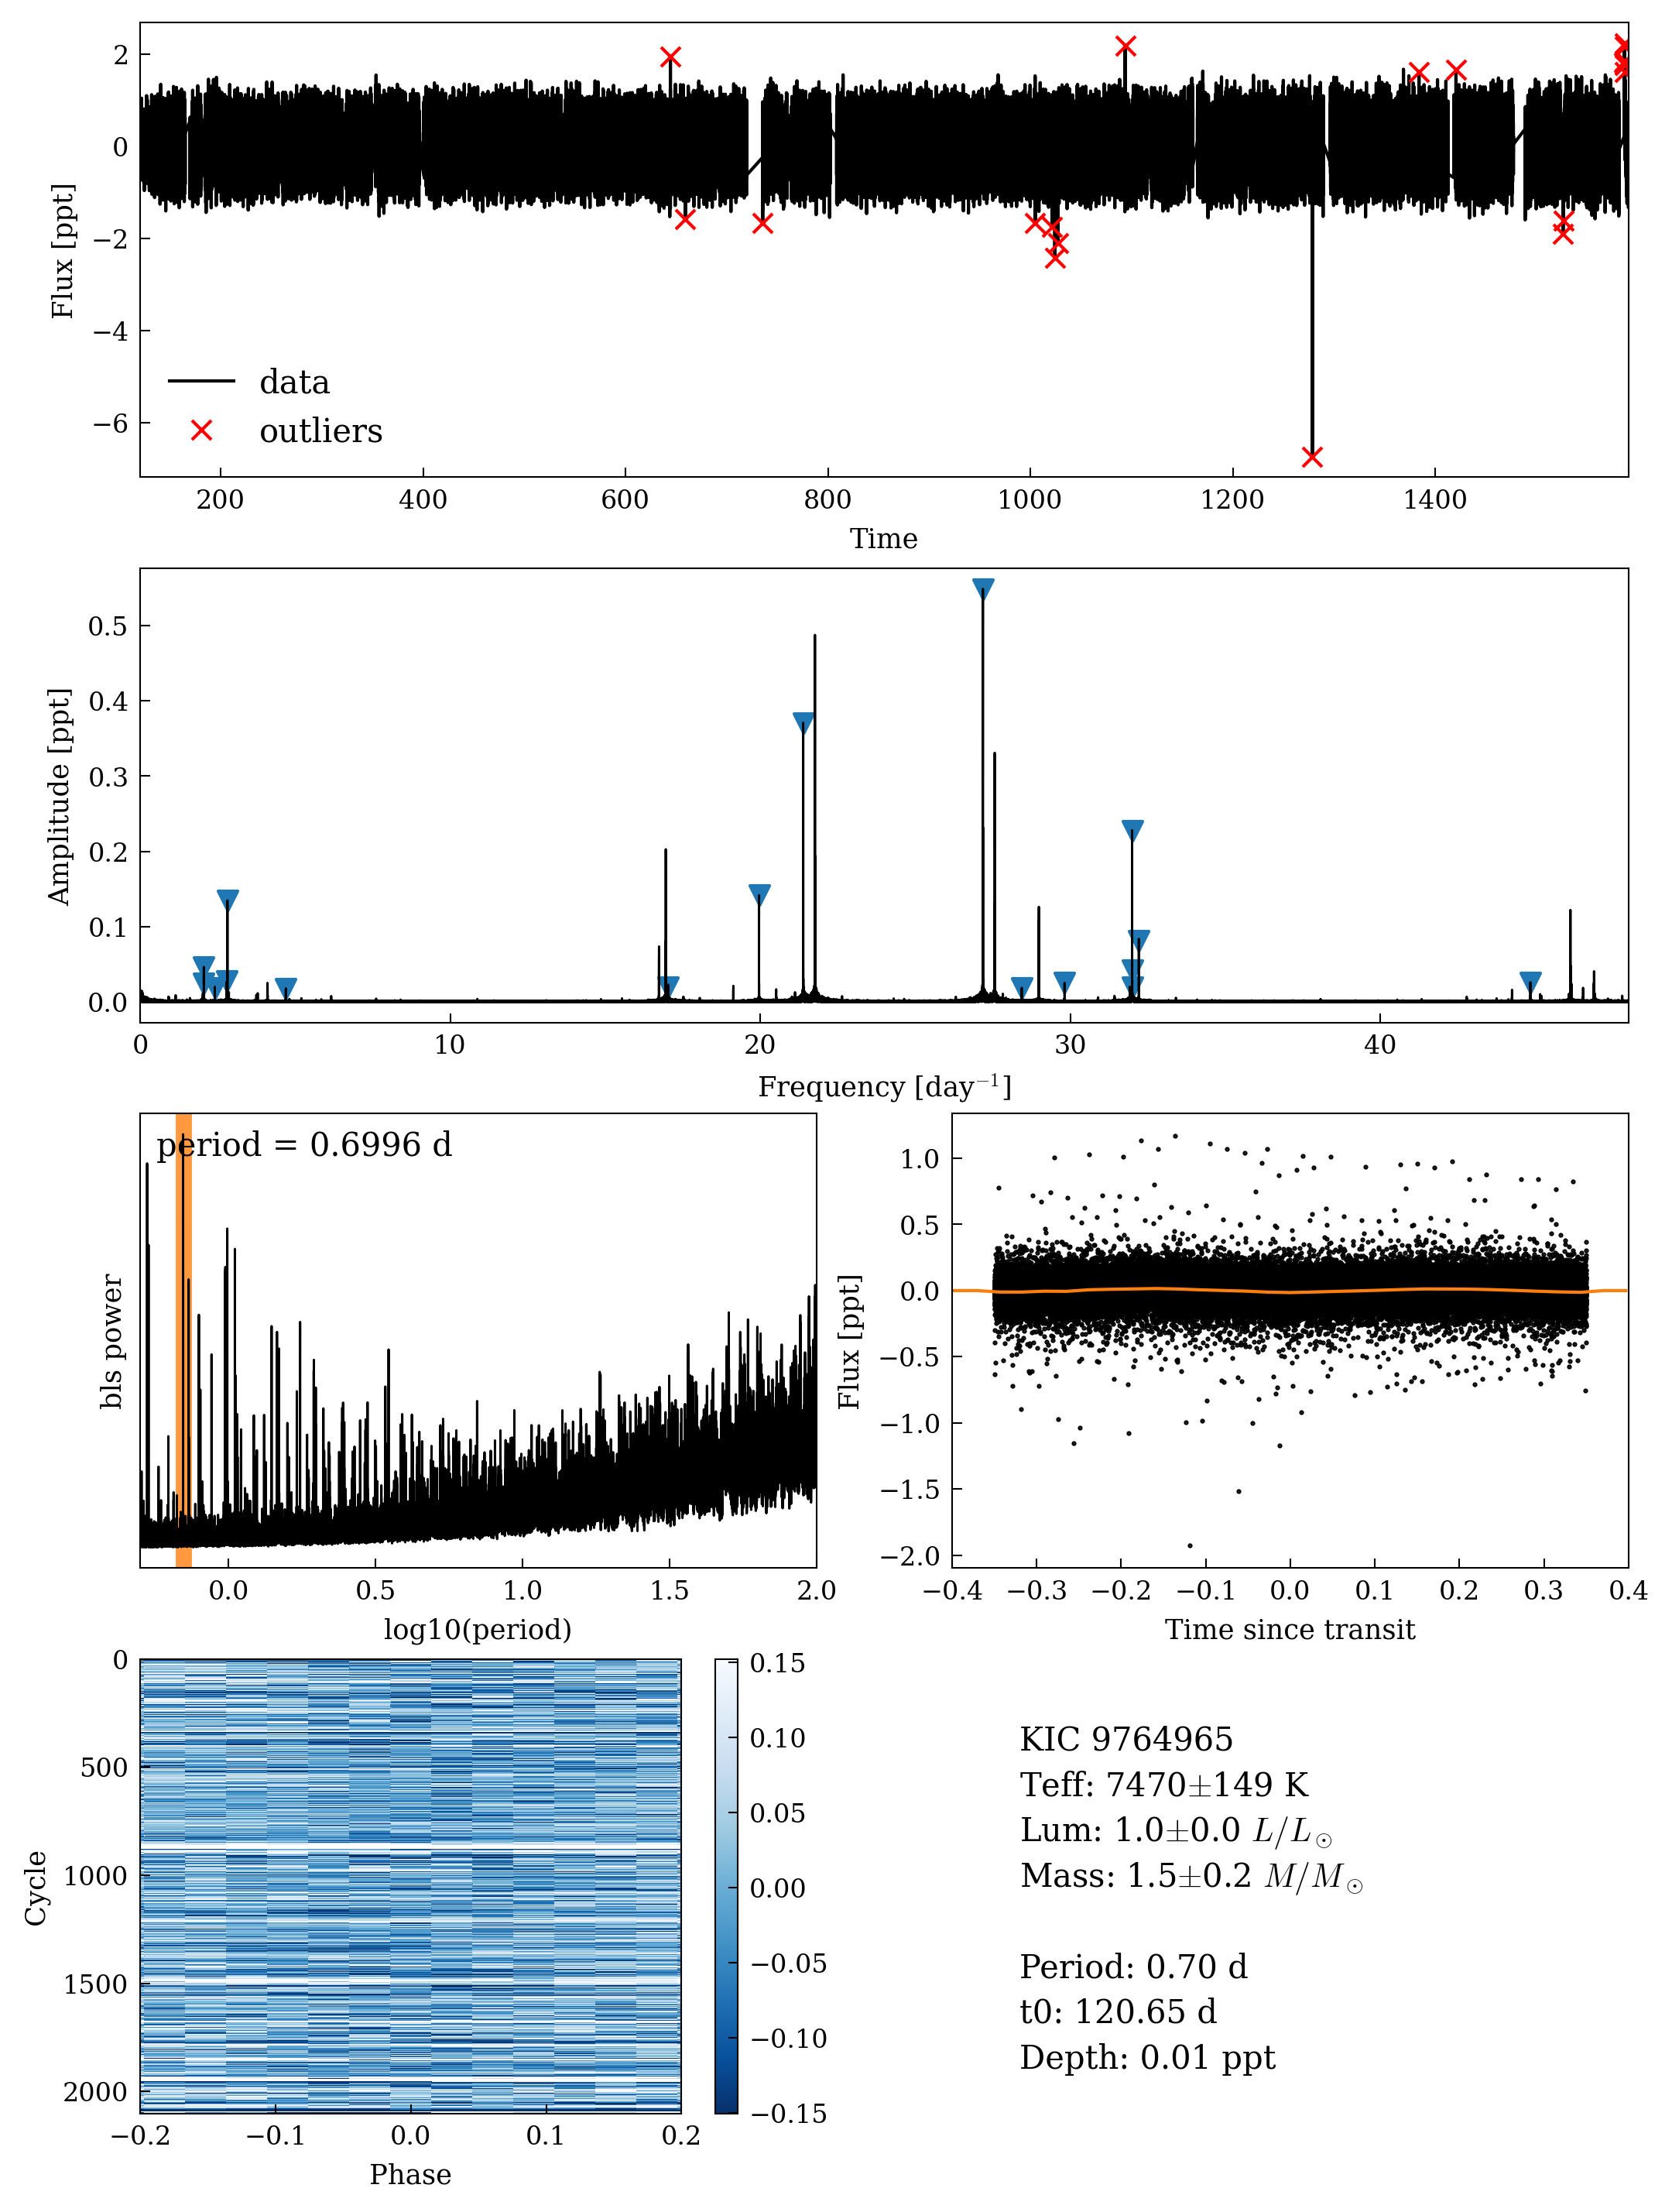 2
0
−2
−4
−6
Flux [ppt]
data
outliers
200 400 600 800 1000 1200 1400
Time
0.5
0.4
0.3
0.2
0.1
0.0
Amplitude [ppt]
0 10 20 30 40
Frequency [day⁻¹]
period = 0.6996 d
bls power
0.0 0.5 1.0 1.5 2.0
log10(period)
1.0
0.5
0.0
−0.5
−1.0
−1.5
−2.0
Flux [ppt]
−0.4 −0.3 −0.2 −0.1 0.0 0.1 0.2 0.3 0.4
Time since transit
0
500
1000
1500
2000
Cycle
−0.2 −0.1 0.0 0.1 0.2
Phase
0.15
0.10
0.05
0.00
−0.05
−0.10
−0.15
KIC 9764965
Teff: 7470±149 K
Lum: 1.0±0.0 L/L☉
Mass: 1.5±0.2 M/M☉
Period: 0.70 d
t0: 120.65 d
Depth: 0.01 ppt